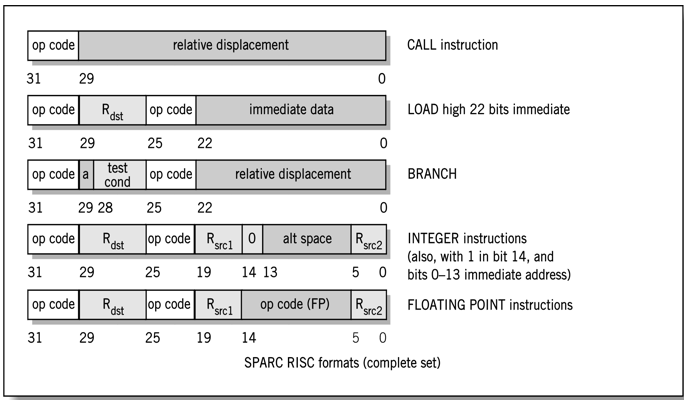 op code relative displacement CALL instruction
31 29 0
op code Rdst op code immediate data LOAD high 22 bits immediate
31 29 25 22 0
op code a test cond op code relative displacement BRANCH
31 29 28 25 22 0
op code Rdst op code Rsrc1 0 alt space Rsrc2 INTEGER instructions
(also, with 1 in bit 14, and
31 29 25 19 14 13 5 0 bits 0–13 immediate address)
op code Rdst op code Rsrc1 op code (FP) Rsrc2 FLOATING POINT instructions
31 29 25 19 14 5 0
SPARC RISC formats (complete set)